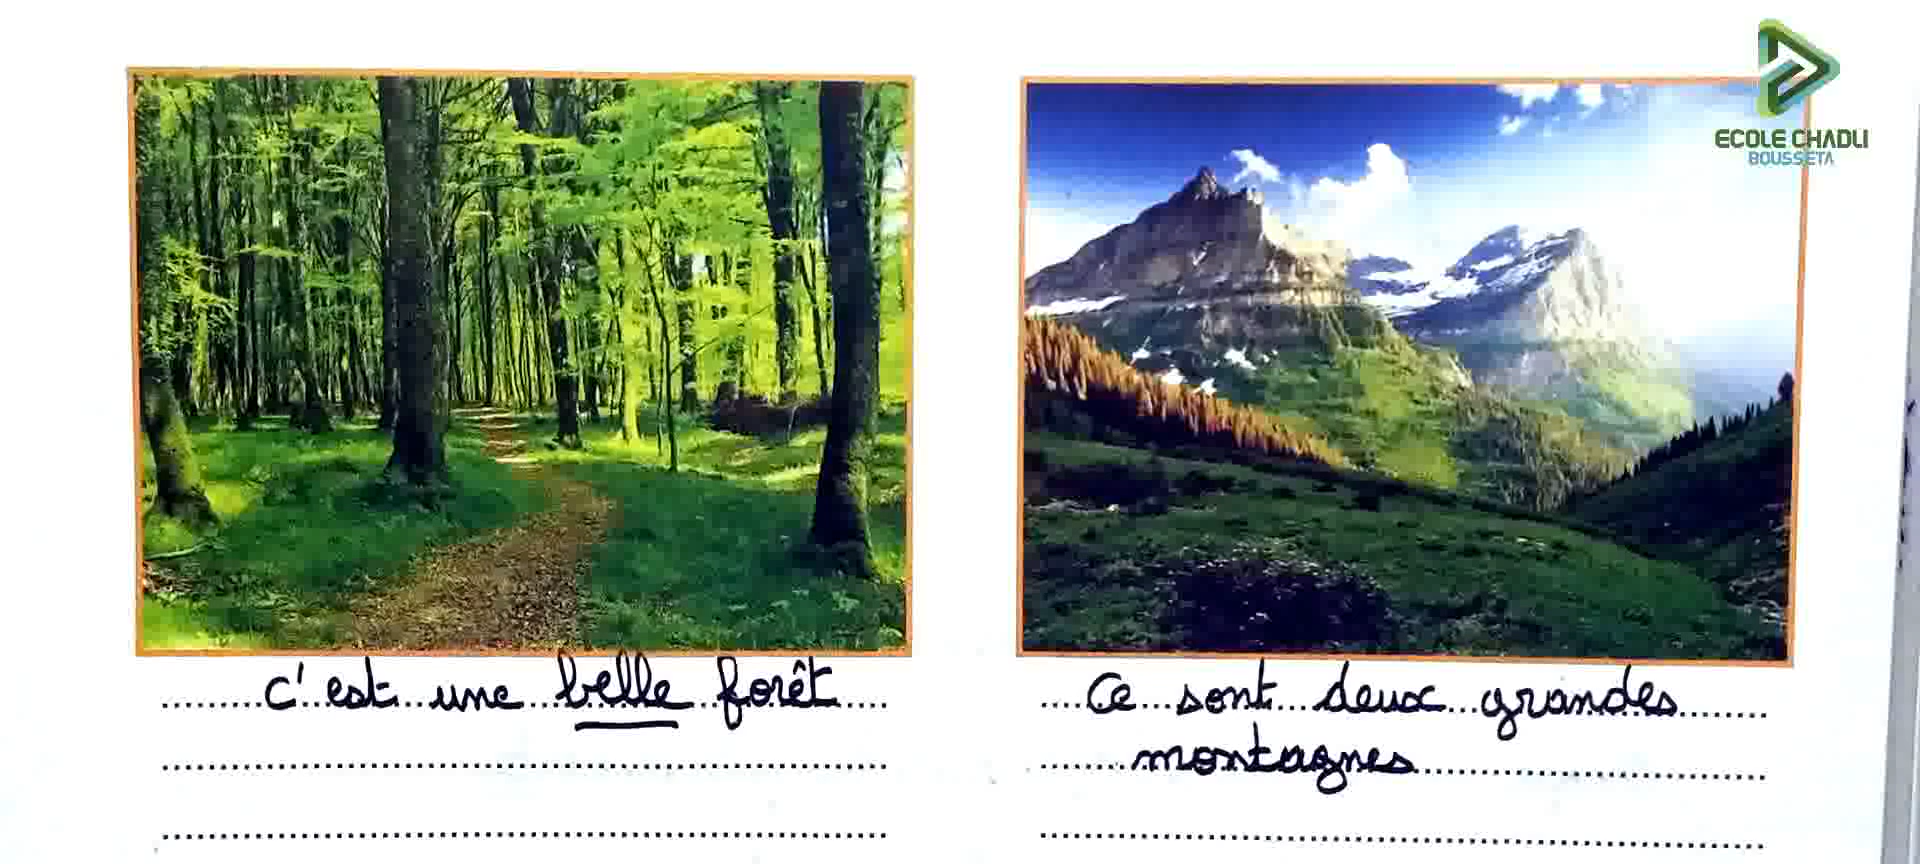 ECOLE CHADLI
BOUSSETA
c'est une belle forêt
Ce sont deux grandes
montagnes